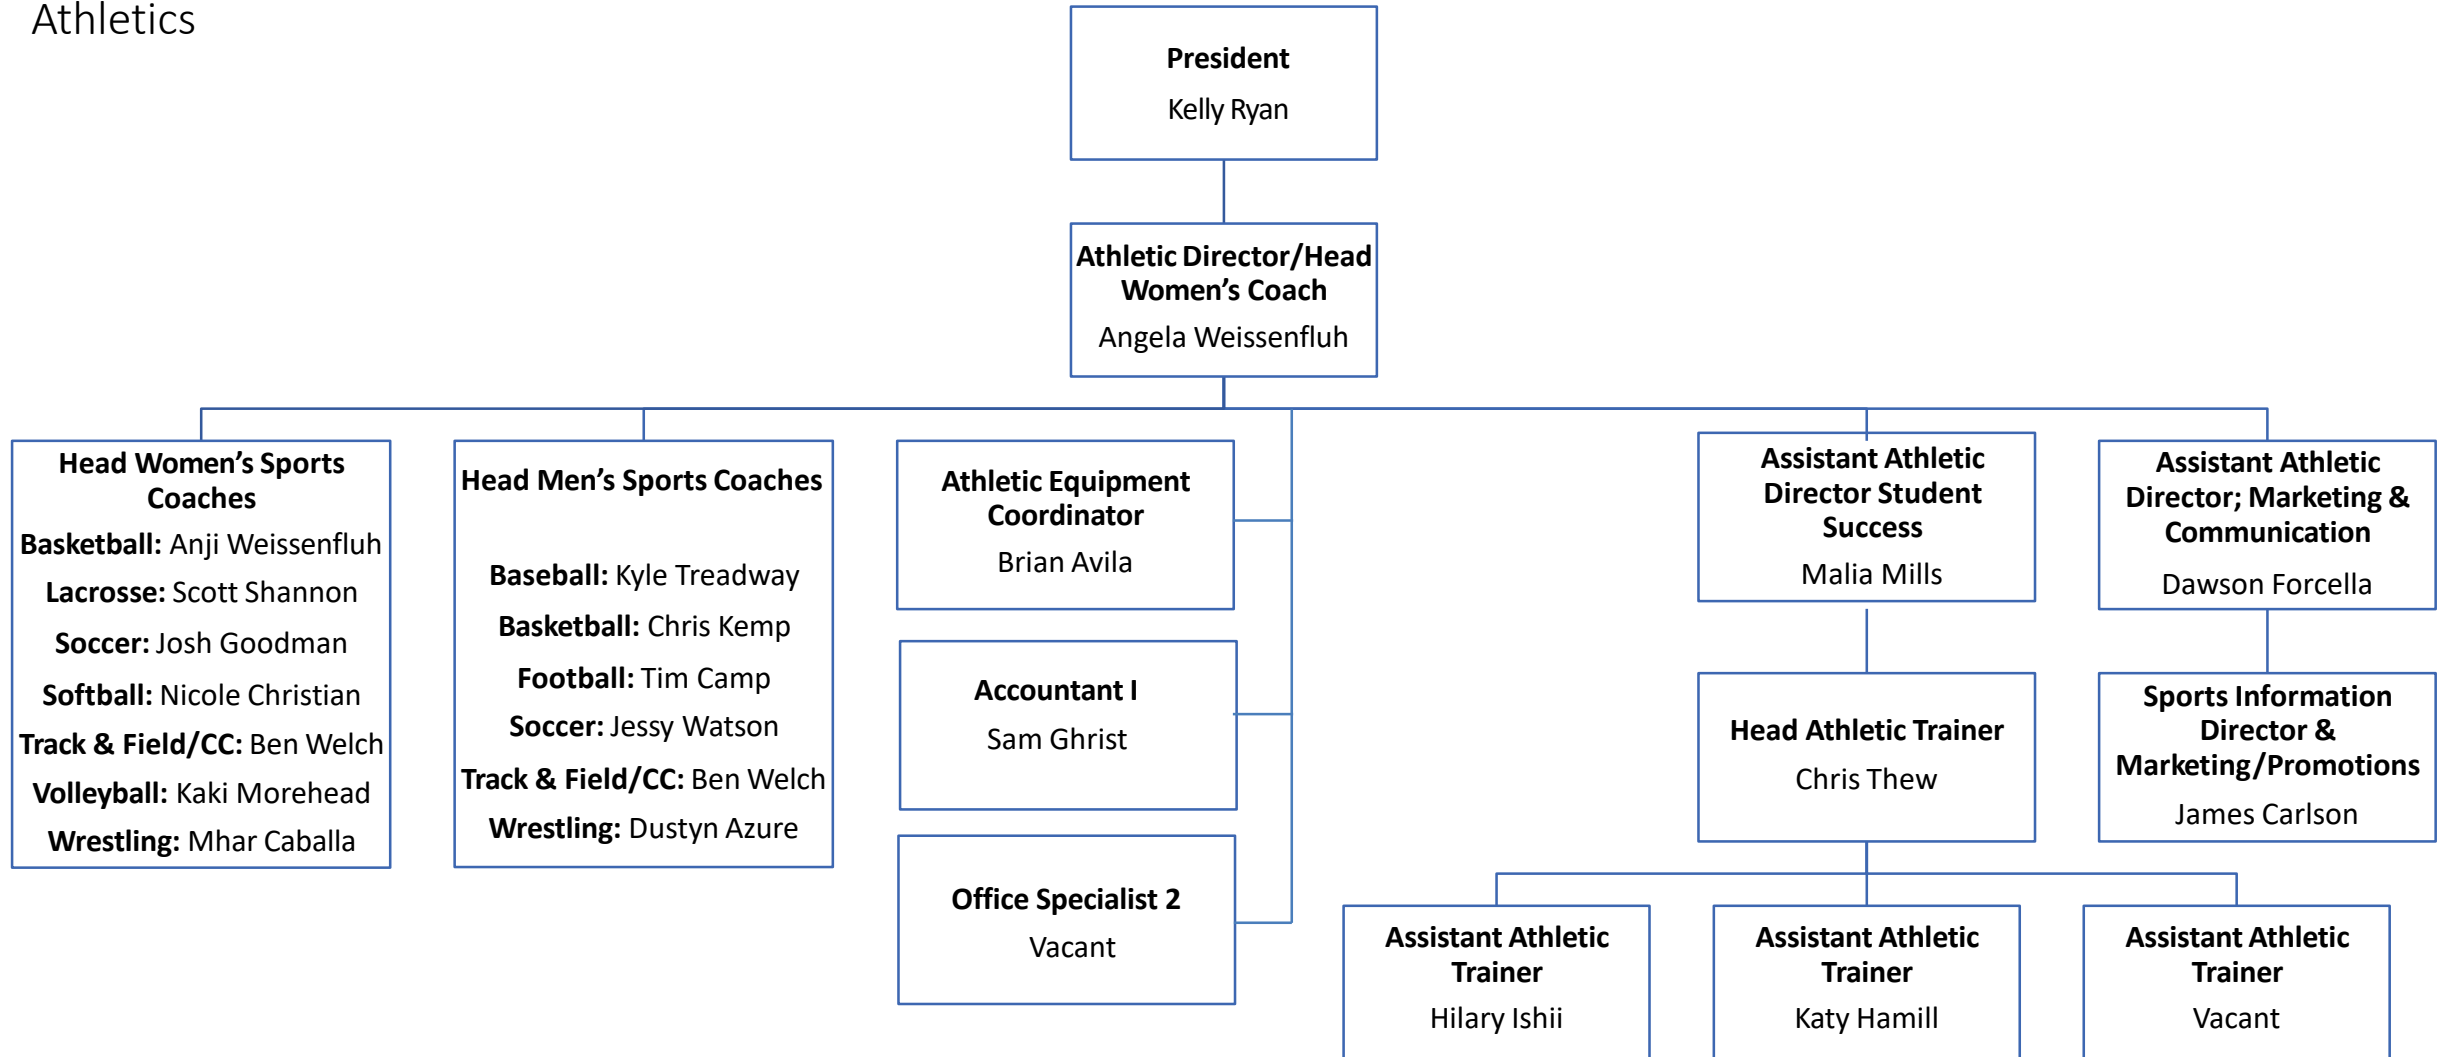 Athletics
President
Kelly Ryan
Athletic Director/Head
Women’s Coach
Angela Weissenfluh
Head Women’s Sports
Coaches
Basketball: Anji Weissenfluh
Lacrosse: Scott Shannon
Soccer: Josh Goodman
Softball: Nicole Christian
Track & Field/CC: Ben Welch
Volleyball: Kaki Morehead
Wrestling: Mhar Caballa
Head Men’s Sports Coaches
Baseball: Kyle Treadway
Basketball: Chris Kemp
Football: Tim Camp
Soccer: Jessy Watson
Track & Field/CC: Ben Welch
Wrestling: Dustyn Azure
Athletic Equipment
Coordinator
Brian Avila
Accountant I
Sam Ghrist
Office Specialist 2
Vacant
Assistant Athletic
Director Student
Success
Malia Mills
Head Athletic Trainer
Chris Thew
Assistant Athletic
Trainer
Hilary Ishii
Assistant Athletic
Trainer
Katy Hamill
Assistant Athletic
Trainer
Vacant
Assistant Athletic
Director; Marketing &
Communication
Dawson Forcella
Sports Information
Director &
Marketing/Promotions
James Carlson